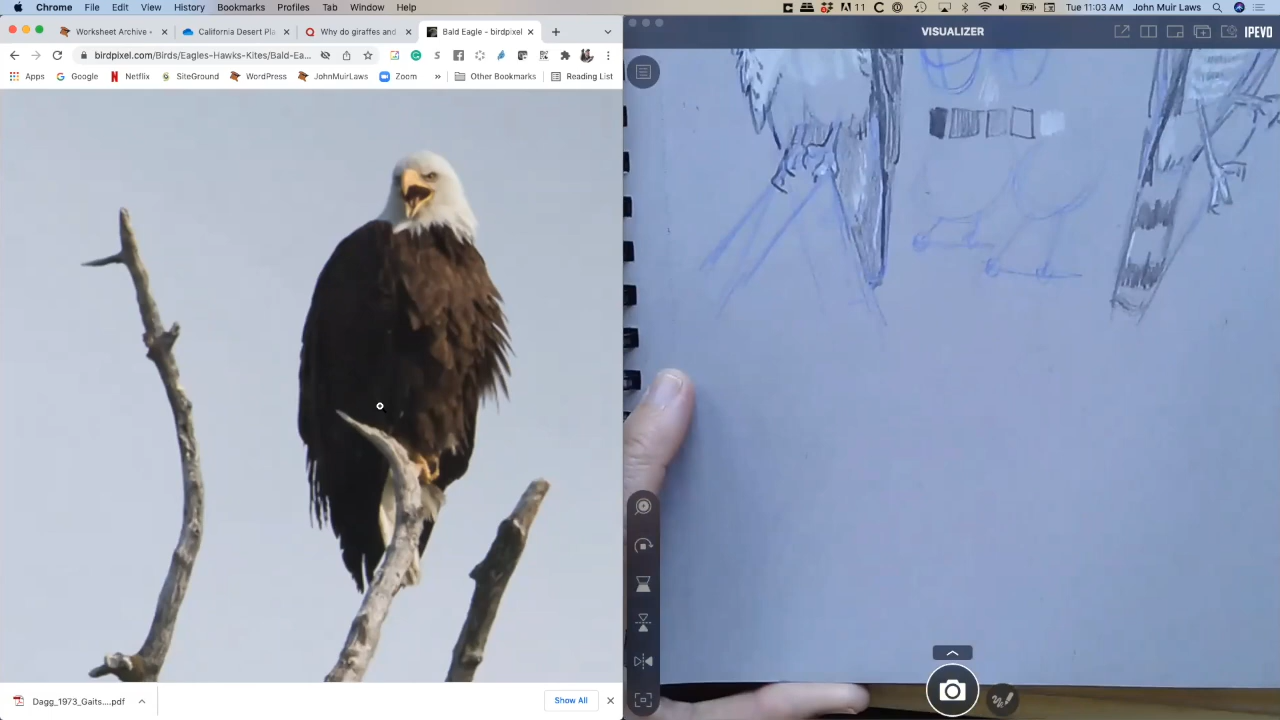 Chrome File Edit View History Bookmarks Profiles Tab Window Help
11 Tue 11:03 AM John Muir Laws
Worksheet Archive
California Desert Pla
Why do giraffes and
Bald Eagle - birdpixel
birdpixel.com/Birds/Eagles-Hawks-Kites/Bald-Ea...
Apps Google Netflix SiteGround WordPress JohnMuirLaws Zoom » Other Bookmarks Reading List
VISUALIZER
IPEVO
Dagg_1973_Gaits....pdf
Show All